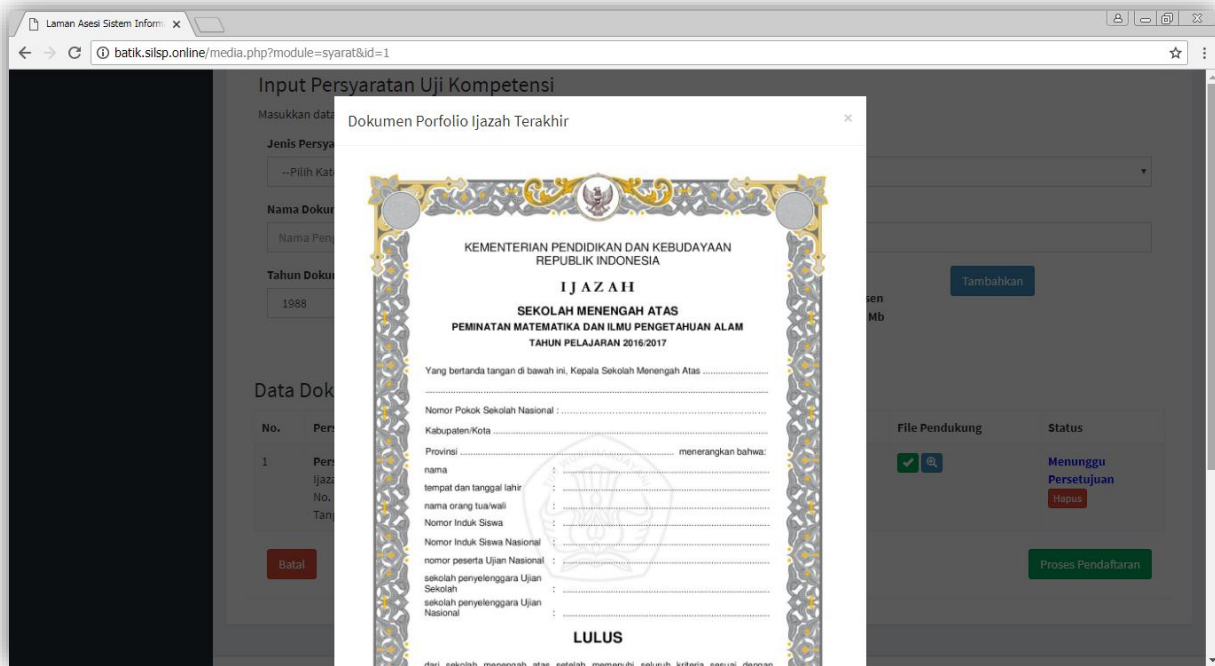 Laman Asesi Sistem Inform
batik.silsp.online/media.php?module=syarat&id=1
Input Persyaratan Uji Kompetensi
Masukkan data
Dokumen Porfolio Ijazah Terakhir
×
Jenis Persya
--Pilih Kat
Nama Dokur
Nama Peng
Tahun Dokur
1988
sen
Mb
Tambahkan
KEMENTERIAN PENDIDIKAN DAN KEBUDAYAAN
REPUBLIK INDONESIA
IJAZAH
SEKOLAH MENENGAH ATAS
PEMINATAN MATEMATIKA DAN ILMU PENGETAHUAN ALAM
TAHUN PELAJARAN 2016/2017
Yang bertanda tangan di bawah ini, Kepala Sekolah Menengah Atas
Nomor Pokok Sekolah Nasional :
Kabupaten/Kota
Provinsi menerangkan bahwa:
nama :
tempat dan tanggal lahir :
nama orang tua/wali :
Nomor Induk Siswa :
Nomor Induk Siswa Nasional :
nomor peserta Ujian Nasional :
sekolah penyelenggara Ujian
Sekolah :
sekolah penyelenggara Ujian
Nasional :
LULUS
dari sekolah menengah atas setelah memenuhi seluruh kriteria sesuai dengan
Data Dok
No. Pers File Pendukung Status
1 Pers
Ijaza
No.
Tang
Menunggu
Persetujuan
Hapus
Batal
Proses Pendaftaran